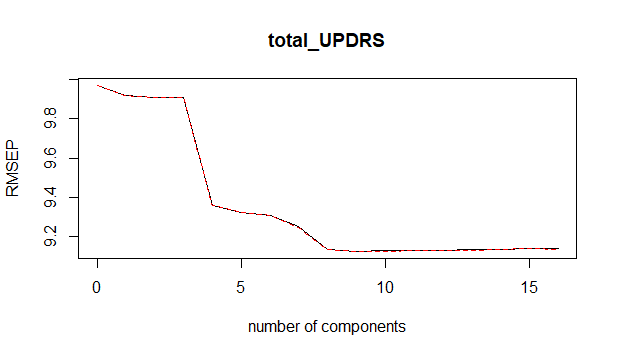 total_UPDRS
RMSEP
9.8
9.6
9.4
9.2
0 5 10 15
number of components